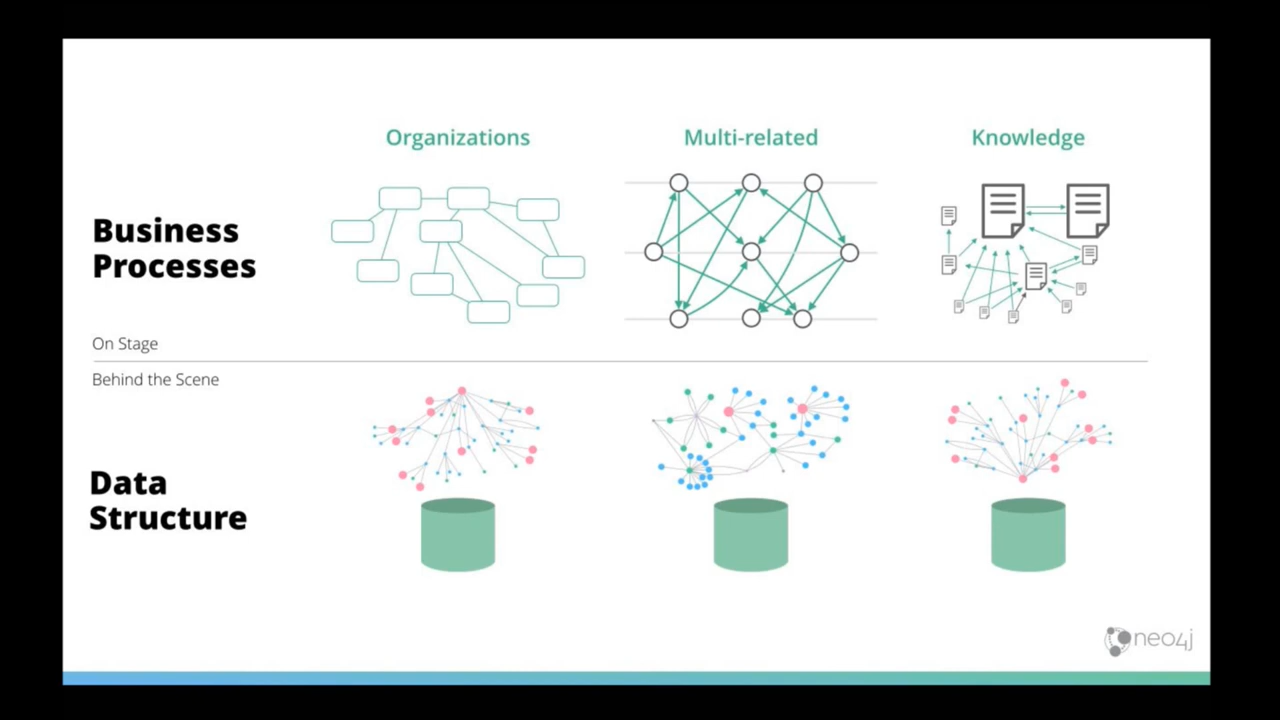 Organizations
Multi-related
Knowledge
Business
Processes
On Stage
Behind the Scene
Data
Structure
neo4j